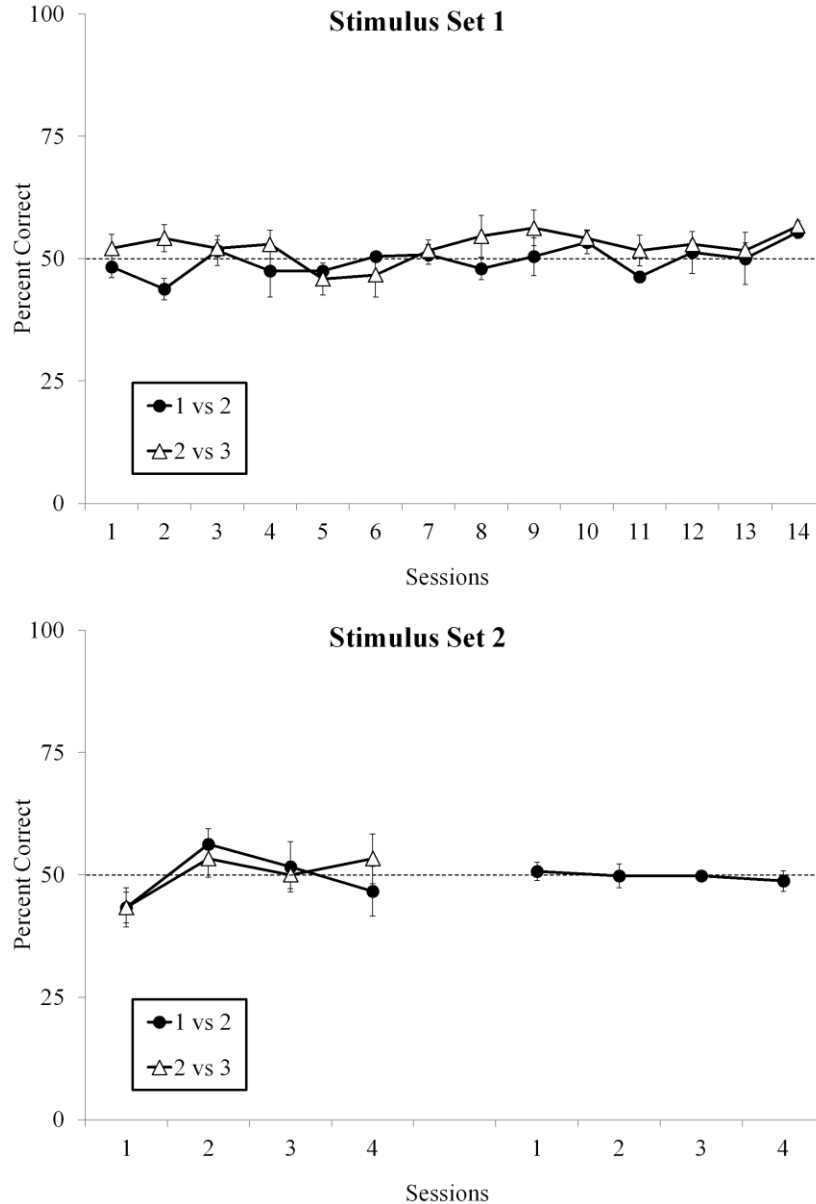 Stimulus Set 1
100
75
50
25
0
Percent Correct
1 vs 2
2 vs 3
1 2 3 4 5 6 7 8 9 10 11 12 13 14
Sessions
Stimulus Set 2
100
75
50
25
0
Percent Correct
1 vs 2
2 vs 3
1 2 3 4 1 2 3 4
Sessions